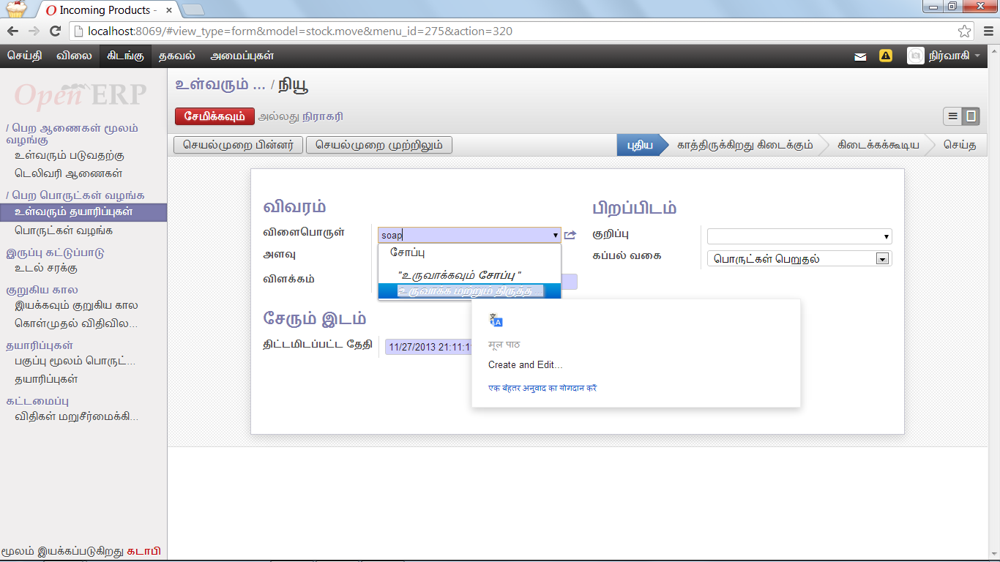 Incoming Products -
localhost:8069/#view_type=form&model=stock.move&menu_id=275&action=320
செய்தி விலை கிடங்கு தகவல் அமைப்புகள் நிர்வாகி
Open ERP
உள்வரும் ... / நியூ
சேமிக்கவும் அல்லது நிராகரி
/ பெற ஆணைகள் மூலம்
வழங்கு
உள்வரும் படுவதற்கு
டெலிவரி ஆணைகள்
/ பெற பொருட்கள் வழங்க
உள்வரும் தயாரிப்புகள்
பொருட்கள் வழங்க
இருப்பு கட்டுப்பாடு
உடல் சரக்கு
குறுகிய கால
இயக்கவும் குறுகிய கால
கொள்முதல் விதிவில...
தயாரிப்புகள்
பகுப்பு மூலம் பொருட்...
தயாரிப்புகள்
கட்டமைப்பு
விதிகள் மறுசீர்மைக்கி...
மூலம் இயக்கப்படுகிறது கடாபி
செயல்முறை பின்னர் செயல்முறை முற்றிலும் புதிய காத்திருக்கிறது கிடைக்கும் கிடைக்கக்கூடிய செய்த
விவரம்
விளைபொருள் soap
அளவு
விளக்கம்
சோப்பு
"உருவாக்கவும் சோப்பு "
உருவாக்க மற்றும் திருத்த ...
பிறப்பிடம்
குறிப்பு
கப்பல் வகை பொருட்கள் பெறுதல்
சேரும் இடம்
திட்டமிடப்பட்ட தேதி 11/27/2013 21:11:1
मूल पाठ
Create and Edit...
एक बेहतर अनुवाद का योगदान करें